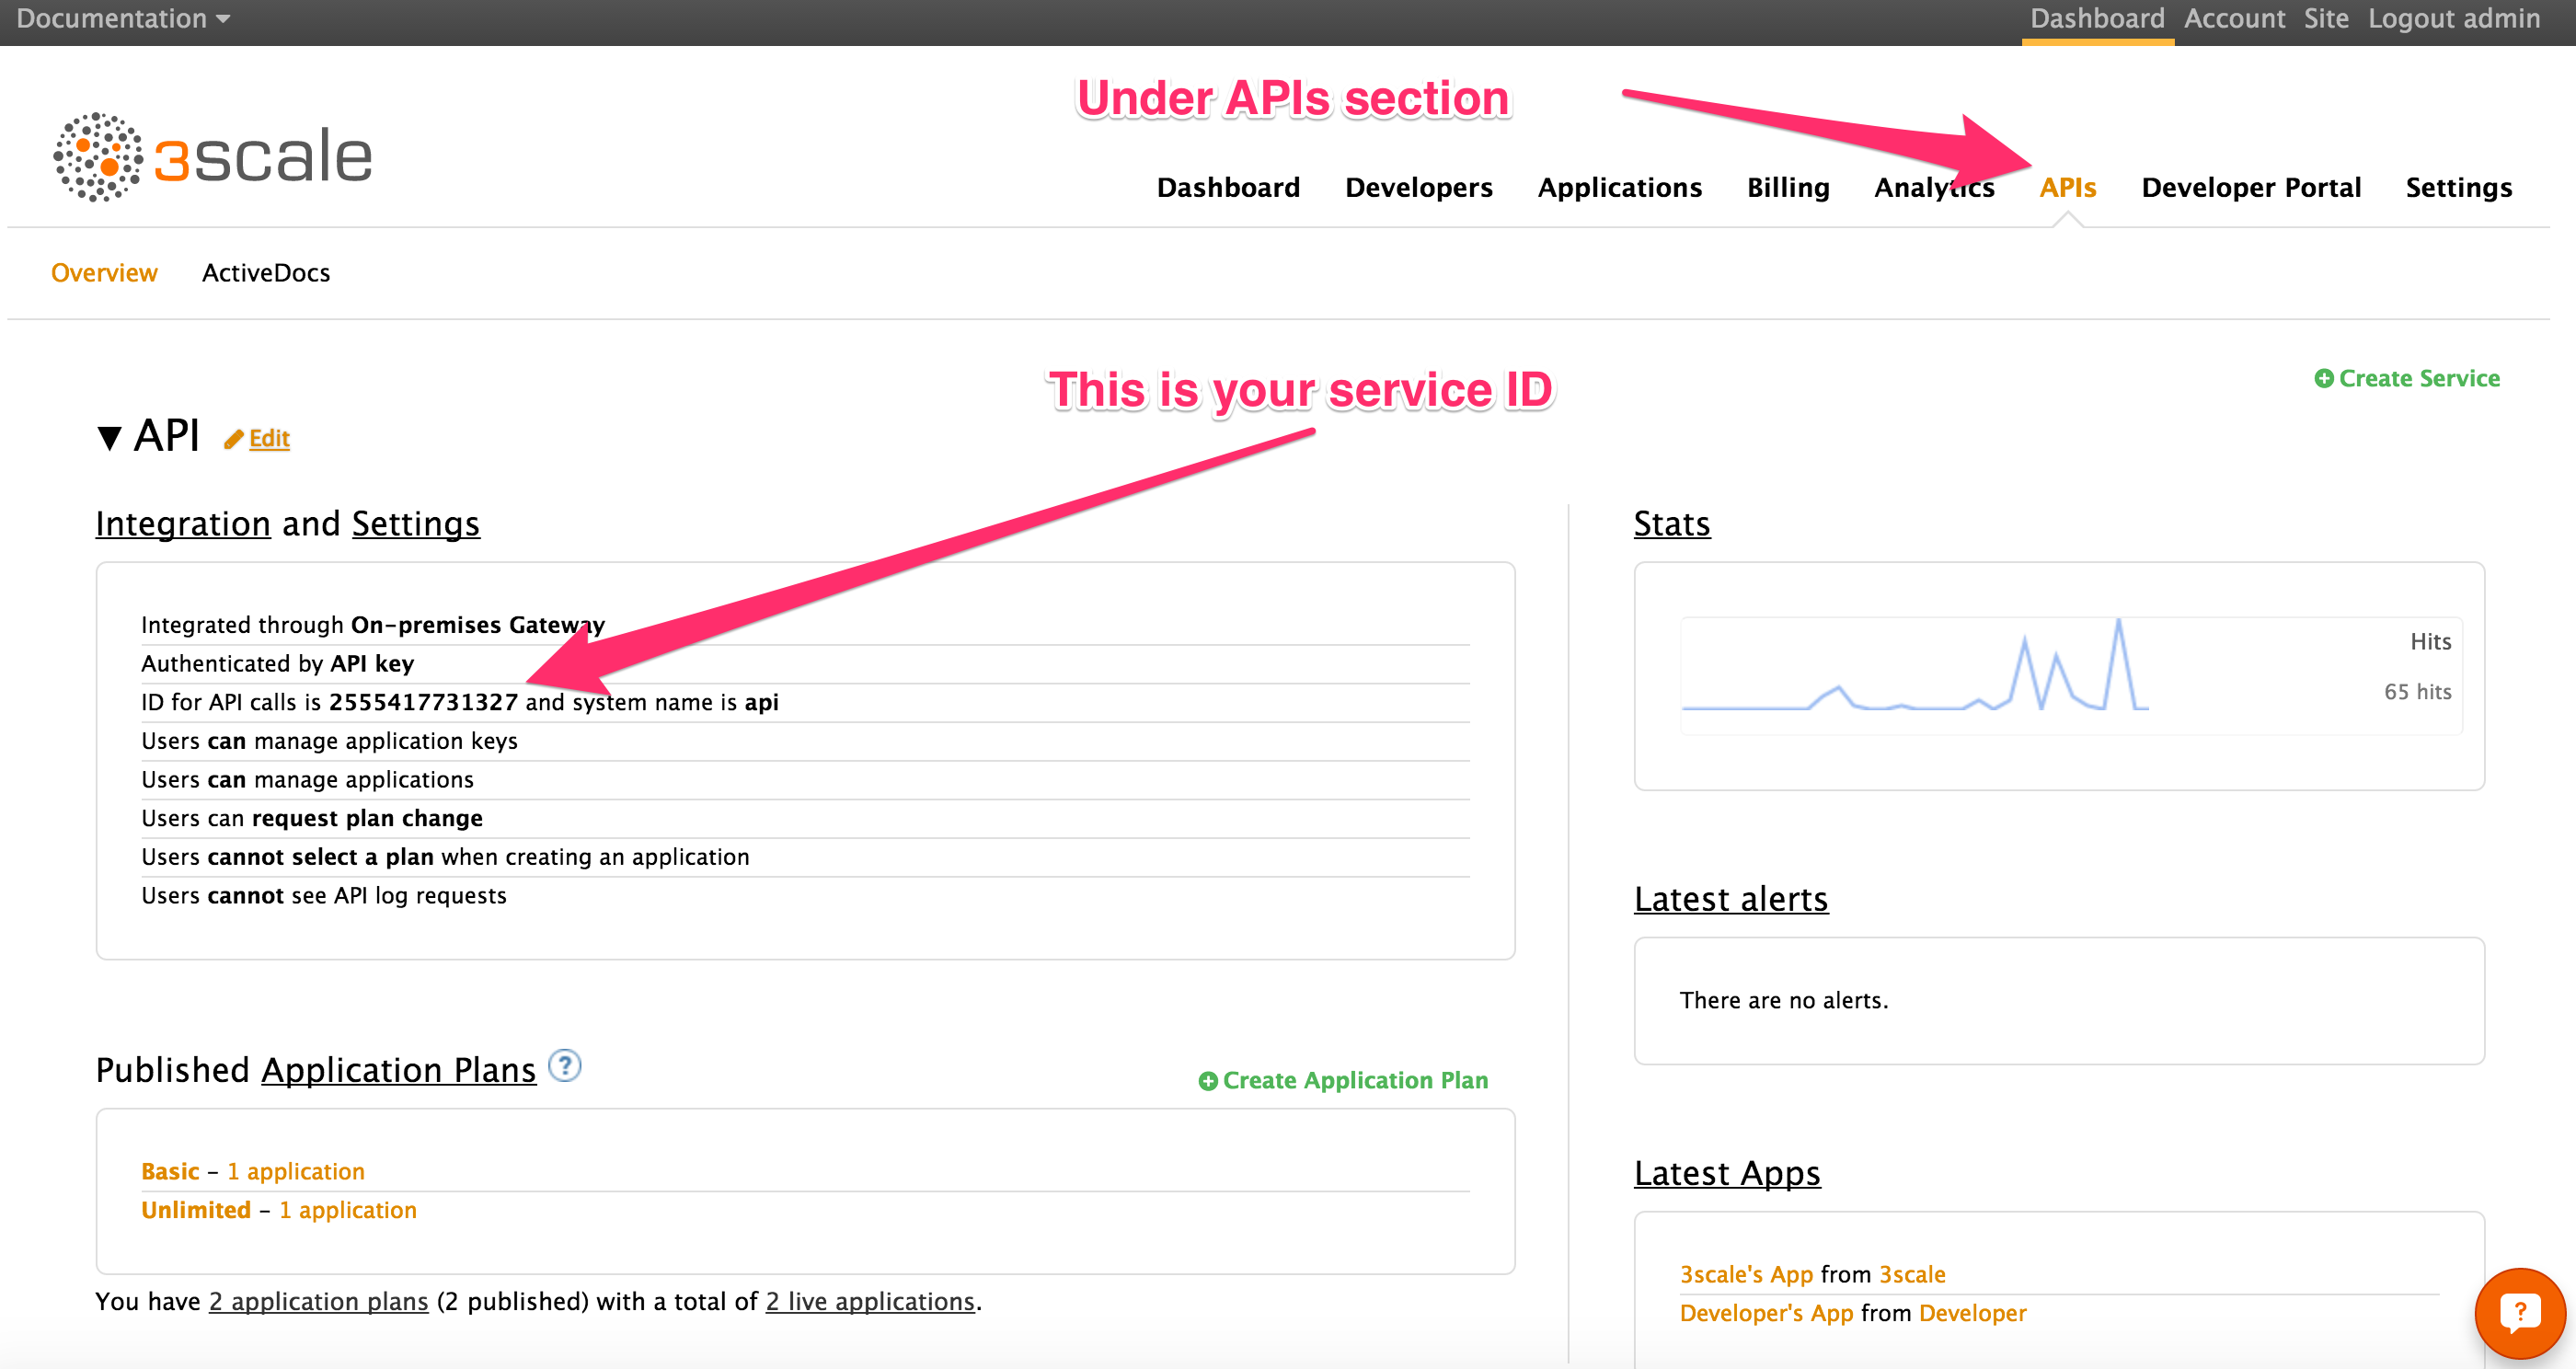 Documentation
Dashboard Account Site Logout admin
Under APIs section
3scale
Dashboard Developers Applications Billing Analytics APIs Developer Portal Settings
Overview ActiveDocs
Create Service
This is your service ID
API Edit
Integration and Settings
Integrated through On-premises Gateway
Authenticated by API key
ID for API calls is 2555417731327 and system name is api
Users can manage application keys
Users can manage applications
Users can request plan change
Users cannot select a plan when creating an application
Users cannot see API log requests
Published Application Plans ?
Create Application Plan
Basic – 1 application
Unlimited – 1 application
You have 2 application plans (2 published) with a total of 2 live applications.
Stats
Hits
65 hits
Latest alerts
There are no alerts.
Latest Apps
3scale's App from 3scale
Developer's App from Developer
?